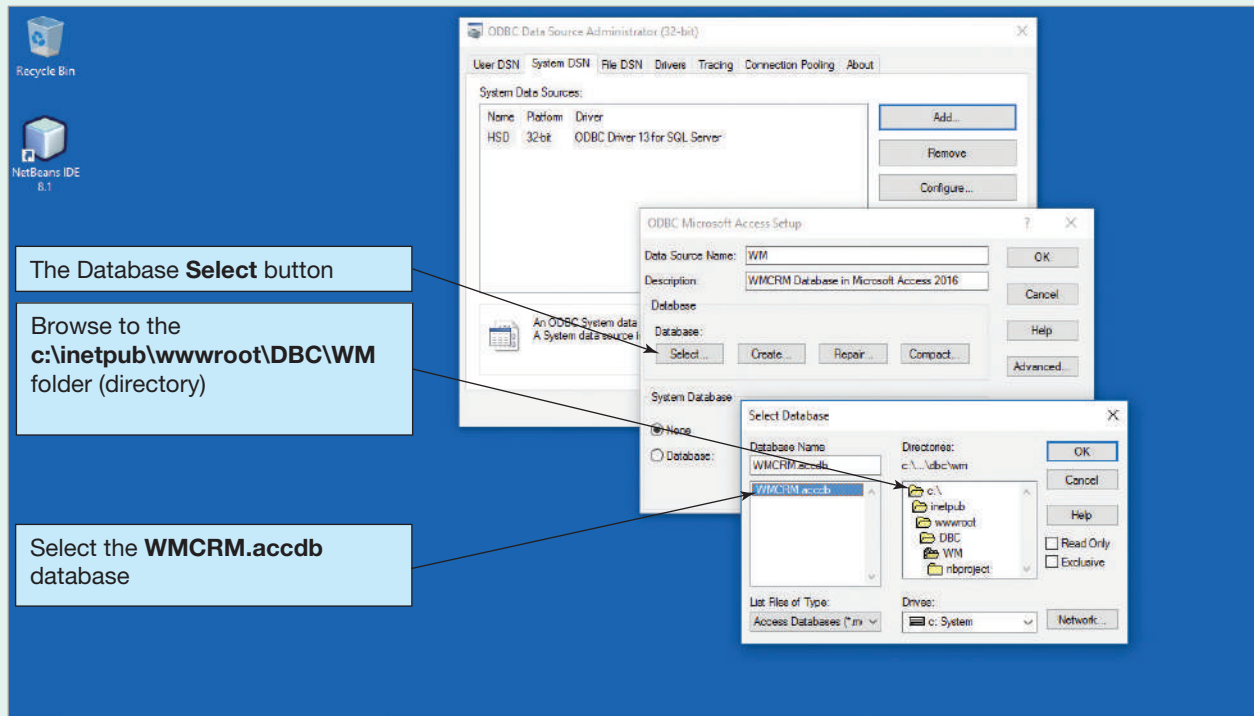 Recycle Bin
NetBeans IDE
8.1
ODBC Data Source Administrator (32-bit)
User DSN System DSN File DSN Drivers Tracing Connection Pooling About
System Data Sources:
Name Platform Driver
HSD 32-bit ODBC Driver 13 for SQL Server
Add...
Remove
Configure...
An ODBC System data
A System data source i
ODBC Microsoft Access Setup
Data Source Name: WM
Description: WMCRM Database in Microsoft Access 2016
Database
Database:
Select... Create... Repair... Compact...
System Database
None
Database:
OK
Cancel
Help
Advanced...
Select Database
Database Name
WMCRM.accdb
WMCRM.accdb
List Files of Type:
Access Databases (*.m
Directories:
c:\...\dbc\wm
c:\
inetpub
wwwroot
DBC
WM
nbproject
Drives:
c: System
OK
Cancel
Help
Read Only
Exclusive
Network...
The Database Select button
Browse to the
c:\inetpub\wwwroot\DBC\WM
folder (directory)
Select the WMCRM.accdb
database